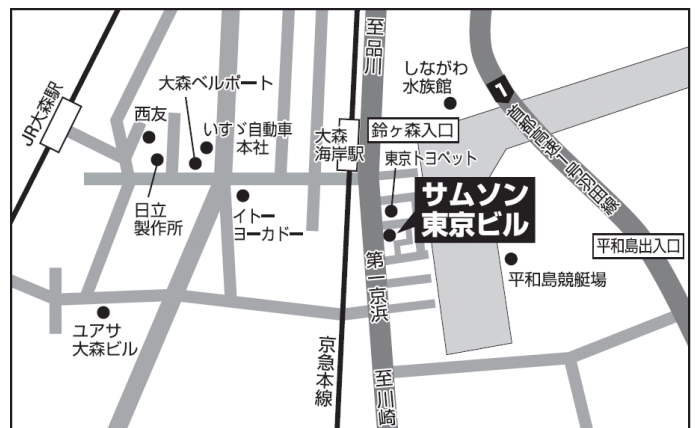 至品川
しながわ
水族館
大森ベルポート
JR大森駅
西友
いすゞ自動車
本社
大森
海岸駅
鈴ヶ森入口
1
首都高速1号羽田線
東京トヨペット
サムソン
東京ビル
日立
製作所
イトー
ヨーカドー
平和島出入口
第一京浜
平和島競艇場
ユアサ
大森ビル
京急本線
至川崎